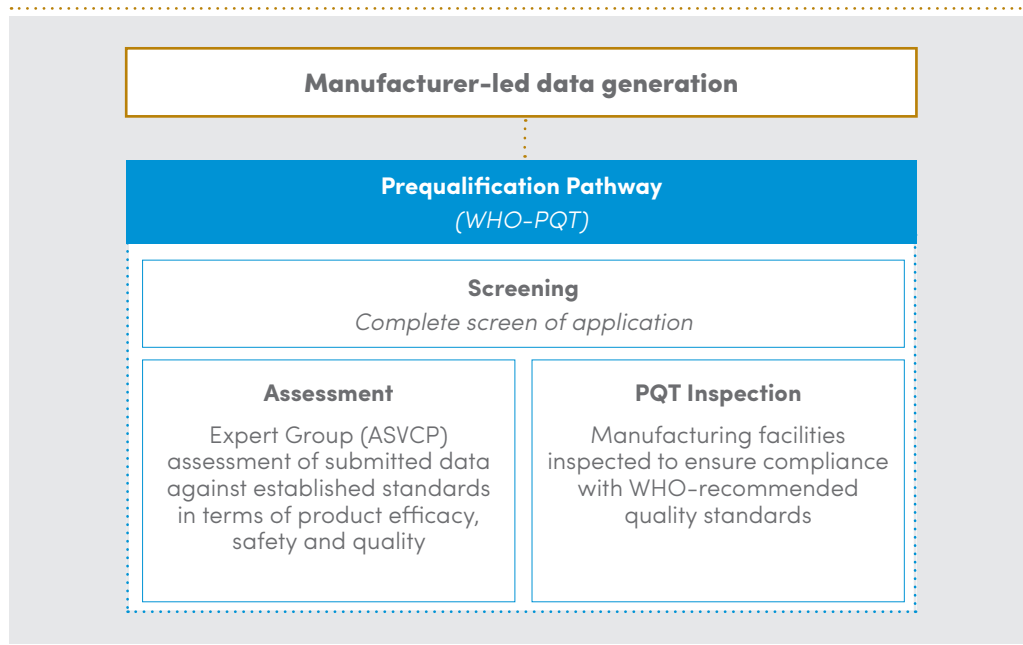 Manufacturer-led data generation
Prequalification Pathway
(WHO-PQT)
Screening
Complete screen of application
Assessment
Expert Group (ASVCP)
assessment of submitted data
against established standards
in terms of product efficacy,
safety and quality
PQT Inspection
Manufacturing facilities
inspected to ensure compliance
with WHO-recommended
quality standards